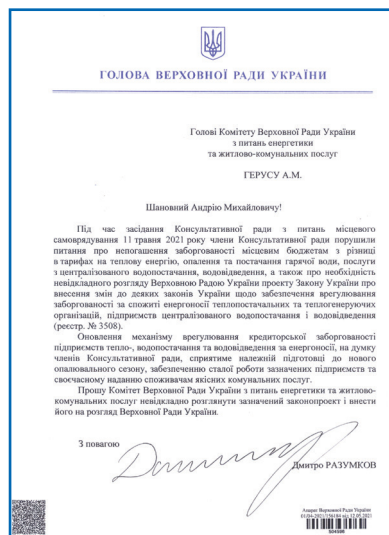 ГОЛОВА ВЕРХОВНОЇ РАДИ УКРАЇНИ
Голові Комітету Верховної Ради України
з питань енергетики
та житлово-комунальних послуг
ГЕРУСУ А.М.
Шановний Андрію Михайловичу!
Під час засідання Консультативної ради з питань місцевого
самоврядування 11 травня 2021 року члени Консультативної ради порушили
питання про непогашення заборгованості місцевим бюджетам з різниці
в тарифах на теплову енергію, опалення та постачання гарячої води, послуги
з централізованого водопостачання, водовідведення, а також про необхідність
невідкладного розгляду Верховною Радою України проекту Закону України про
внесення змін до деяких законів України щодо забезпечення врегулювання
заборгованості за спожиті енергоносії теплопостачальних та теплогенеруючих
організацій, підприємств централізованого водопостачання і водовідведення
(реєстр. № 3508).
Оновлення механізму врегулювання кредиторської заборгованості
підприємств тепло-, водопостачання та водовідведення за енергоносії, на думку
членів Консультативної ради, сприятиме належній підготовці до нового
опалювального сезону, забезпеченню сталої роботи зазначених підприємств та
своєчасному наданню споживачам якісних комунальних послуг.
Прошу Комітет Верховної Ради України з питань енергетики та житлово-
комунальних послуг невідкладно розглянути зазначений законопроект і внести
його на розгляд Верховної Ради України.
З повагою
Дмитро РАЗУМКОВ
Апарат Верховної Ради України